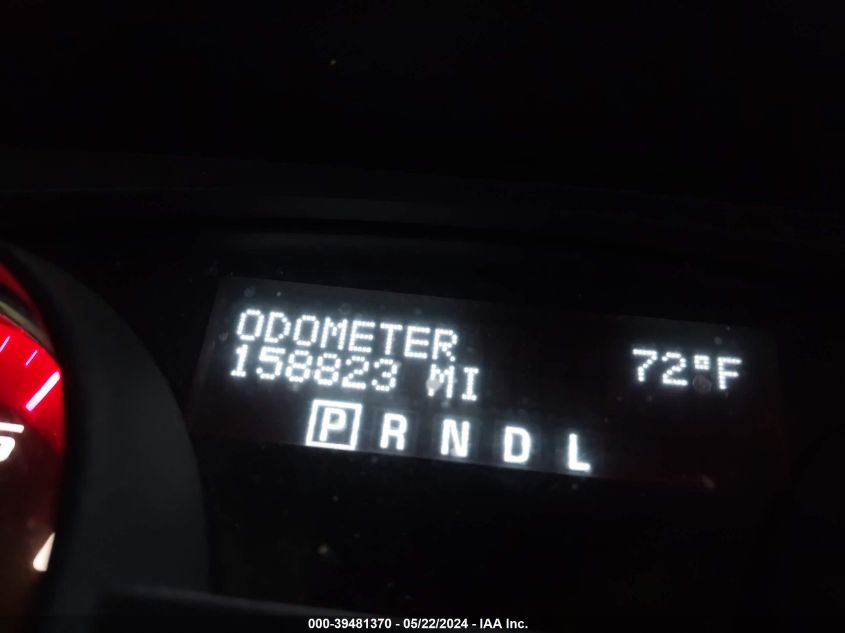 ODOMETER
158823 MI
72°F
P R N D L
000-39481370 - 05/22/2024 - IAA Inc.